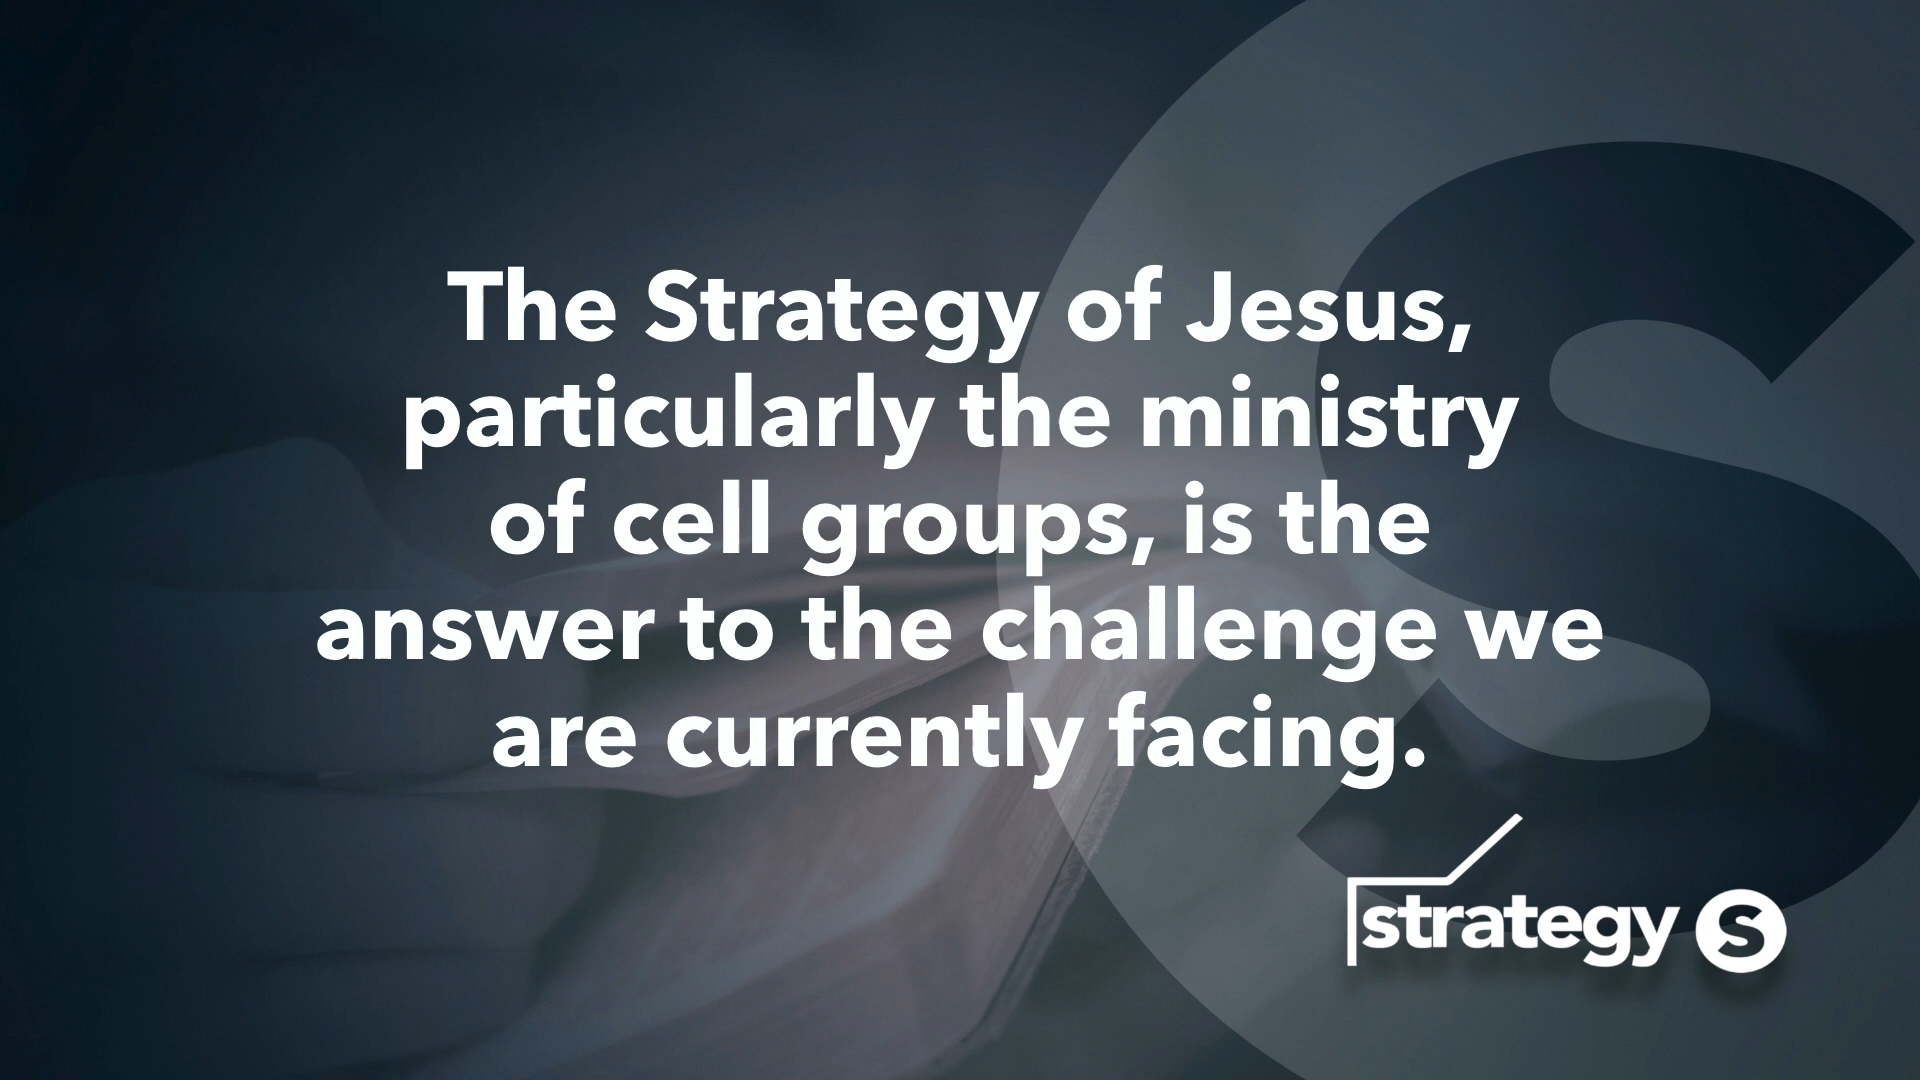 The Strategy of Jesus,
particularly the ministry
of cell groups, is the
answer to the challenge we
are currently facing.
strategy S